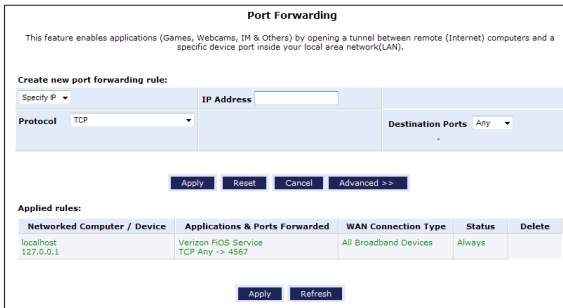 Port Forwarding
This feature enables applications (Games, Webcams, IM & Others) by opening a tunnel between remote (Internet) computers and a
specific device port inside your local area network(LAN).
Create new port forwarding rule:
Specify IP
IP Address
Protocol TCP
Destination Ports Any
-
Apply Reset Cancel Advanced >>
Applied rules:
Networked Computer / Device Applications & Ports Forwarded WAN Connection Type Status Delete
localhost Verizon FiOS Service All Broadband Devices Always
127.0.0.1 TCP Any -> 4567
Apply Refresh